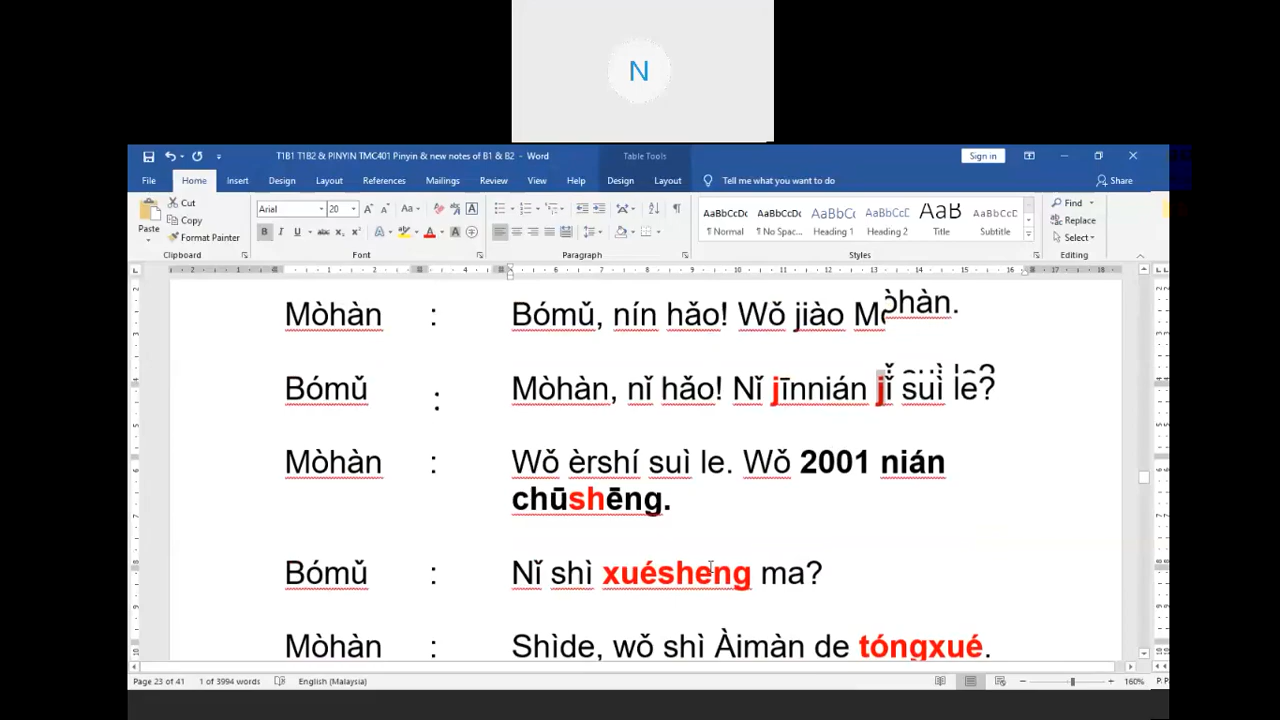 N
T1B1 T1B2 & PINYIN TMC401 Pinyin & new notes of B1 & B2 - Word
Table Tools
Sign in
File Home Insert Design Layout References Mailings Review View Help Design Layout Tell me what you want to do Share
Paste
Cut
Copy
Format Painter
Clipboard
Arial 20
Font
Paragraph
AaBbCcDc AaBbCcDc AaBbCc AaBbCcD AaB AaBbCcD
¶ Normal ¶ No Spac... Heading 1 Heading 2 Title Subtitle
Styles
Find
Replace
Select
Editing
Mòhàn : Bómǔ, nín hǎo! Wǒ jiào Mòhàn.
Bómǔ : Mòhàn, nǐ hǎo! Nǐ jīnnián jǐ suì le?
Mòhàn : Wǒ èrshí suì le. Wǒ 2001 nián
chūshēng.
Bómǔ : Nǐ shì xuésheng ma?
Mòhàn : Shìde, wǒ shì Àimàn de tóngxué.
Page 23 of 41 1 of 3994 words English (Malaysia) 160%